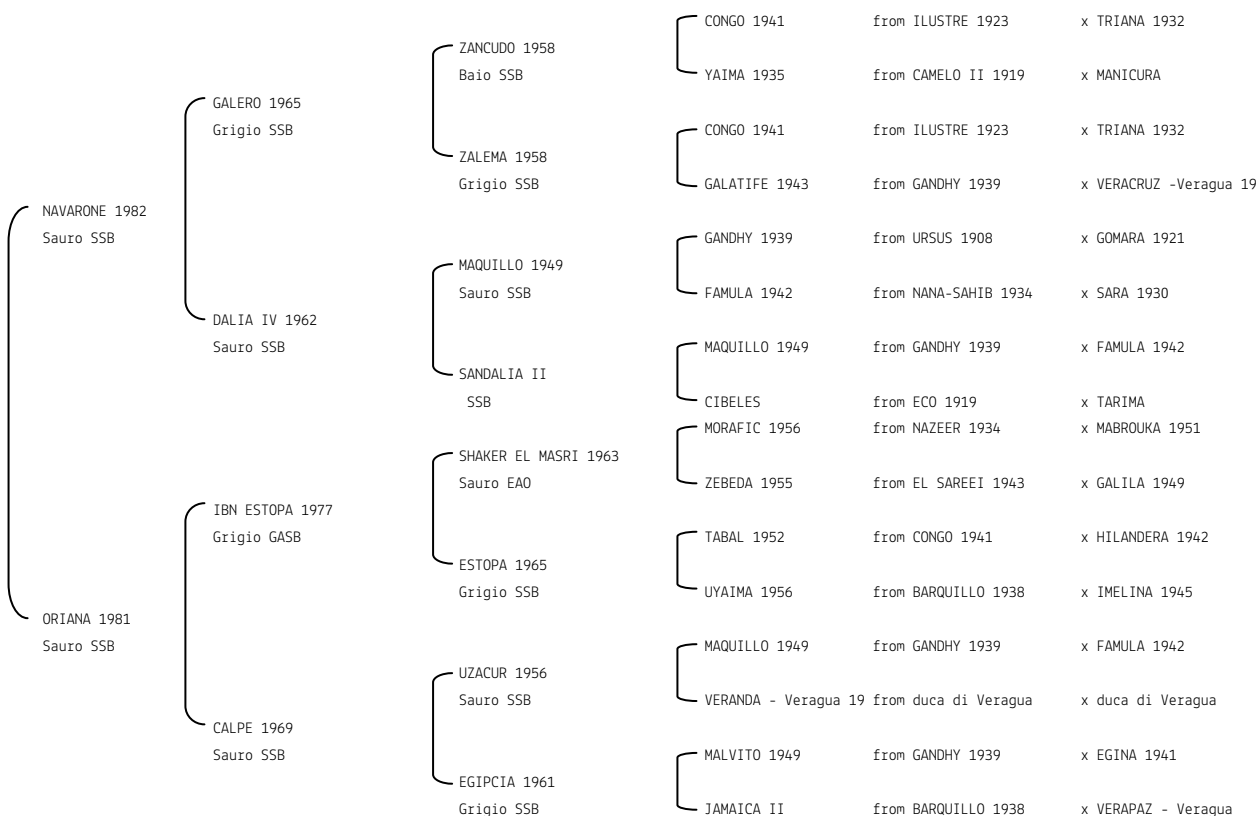 CONGO 1941 from ILUSTRE 1923 x TRIANA 1932
ZANCUDO 1958
Baio SSB YAIMA 1935 from CAMELO II 1919 x MANICURA
GALERO 1965
Grigio SSB CONGO 1941 from ILUSTRE 1923 x TRIANA 1932
ZALEMA 1958
Grigio SSB GALATIFE 1943 from GANDHY 1939 x VERACRUZ -Veragua 19
NAVARONE 1982
Sauro SSB GANDHY 1939 from URSUS 1908 x GOMARA 1921
MAQUILLO 1949
Sauro SSB FAMULA 1942 from NANA-SAHIB 1934 x SARA 1930
DALIA IV 1962
Sauro SSB MAQUILLO 1949 from GANDHY 1939 x FAMULA 1942
SANDALIA II
SSB CIBELES from ECO 1919 x TARIMA
MORAFIC 1956 from NAZEER 1934 x MABROUKA 1951
SHAKER EL MASRI 1963
Sauro EAO ZEBEDA 1955 from EL SAREEI 1943 x GALILA 1949
IBN ESTOPA 1977
Grigio GASB TABAL 1952 from CONGO 1941 x HILANDERA 1942
ESTOPA 1965
Grigio SSB UYAIMA 1956 from BARQUILLO 1938 x IMELINA 1945
ORIANA 1981
Sauro SSB MAQUILLO 1949 from GANDHY 1939 x FAMULA 1942
UZACUR 1956
Sauro SSB VERANDA - Veragua 19 from duca di Veragua x duca di Veragua
CALPE 1969
Sauro SSB MALVITO 1949 from GANDHY 1939 x EGINA 1941
EGIPCIA 1961
Grigio SSB JAMAICA II from BARQUILLO 1938 x VERAPAZ - Veragua